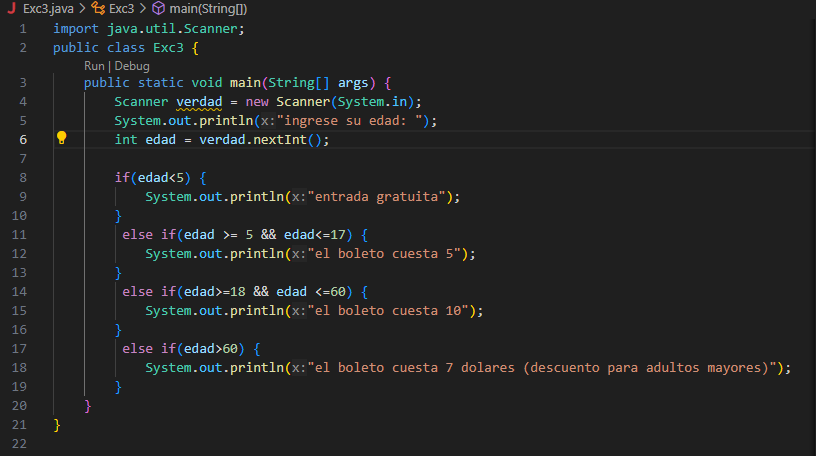 J Exc3.java > Exc3 > main(String[])
1 import java.util.Scanner;
2 public class Exc3 {
Run | Debug
3 public static void main(String[] args) {
4 Scanner verdad = new Scanner(System.in);
5 System.out.println(x:"ingrese su edad: ");
6 int edad = verdad.nextInt();
7
8 if(edad<5) {
9 System.out.println(x:"entrada gratuita");
10 }
11 else if(edad >= 5 && edad<=17) {
12 System.out.println(x:"el boleto cuesta 5");
13 }
14 else if(edad>=18 && edad <=60) {
15 System.out.println(x:"el boleto cuesta 10");
16 }
17 else if(edad>60) {
18 System.out.println(x:"el boleto cuesta 7 dolares (descuento para adultos mayores)");
19 }
20 }
21 }
22